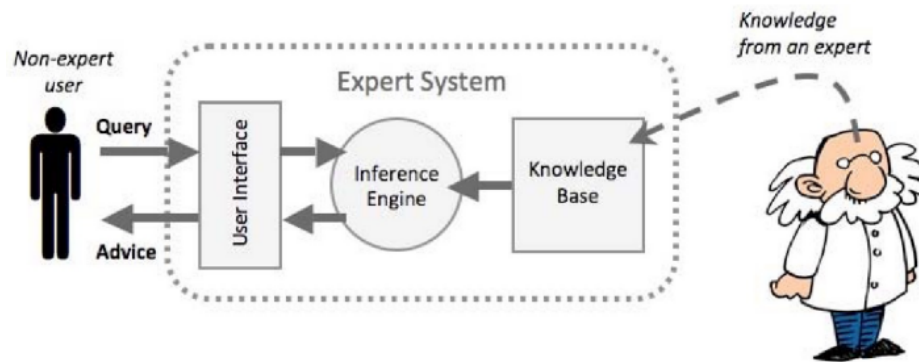 Non-expert
user
Query
Advice
Expert System
User Interface
Inference
Engine
Knowledge
Base
Knowledge
from an expert